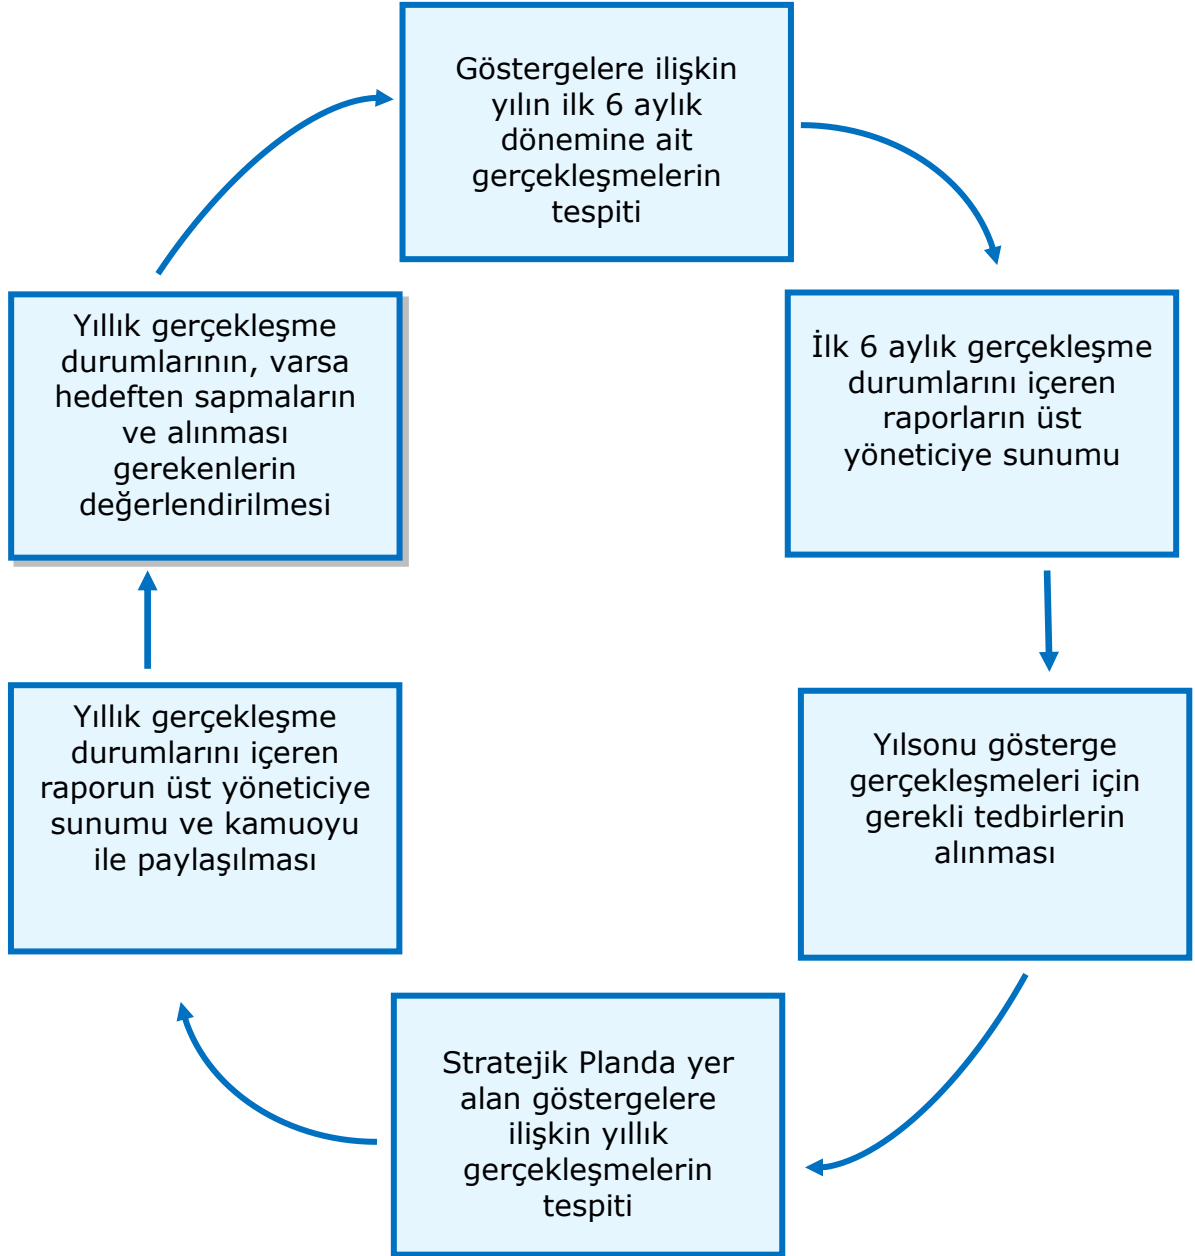 Göstergelere ilişkin
yılın ilk 6 aylık
dönemine ait
gerçekleşmelerin
tespiti
İlk 6 aylık gerçekleşme
durumlarını içeren
raporların üst
yöneticiye sunumu
Yılsonu gösterge
gerçekleşmeleri için
gerekli tedbirlerin
alınması
Stratejik Planda yer
alan göstergelere
ilişkin yıllık
gerçekleşmelerin
tespiti
Yıllık gerçekleşme
durumlarını içeren
raporun üst yöneticiye
sunumu ve kamuoyu
ile paylaşılması
Yıllık gerçekleşme
durumlarının, varsa
hedeften sapmaların
ve alınması
gerekenlerin
değerlendirilmesi